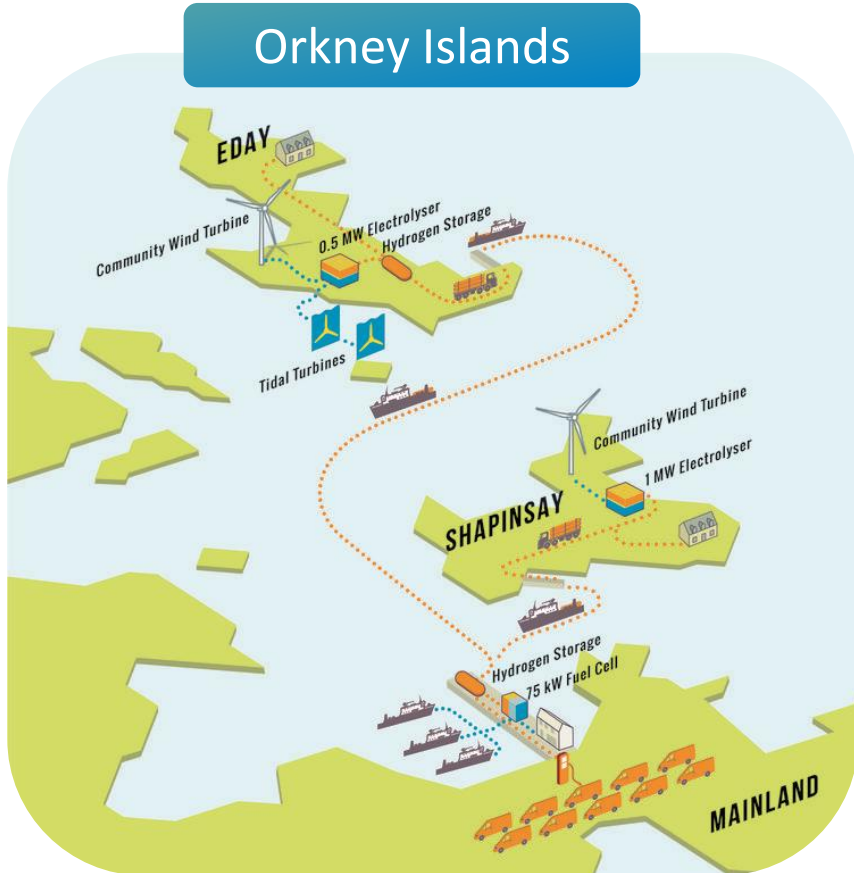 Orkney Islands
EDAY
Community Wind Turbine
0.5 MW Electrolyser
Hydrogen Storage
Tidal Turbines
Community Wind Turbine
1 MW Electrolyser
SHAPINSAY
Hydrogen Storage
75 kW Fuel Cell
MAINLAND